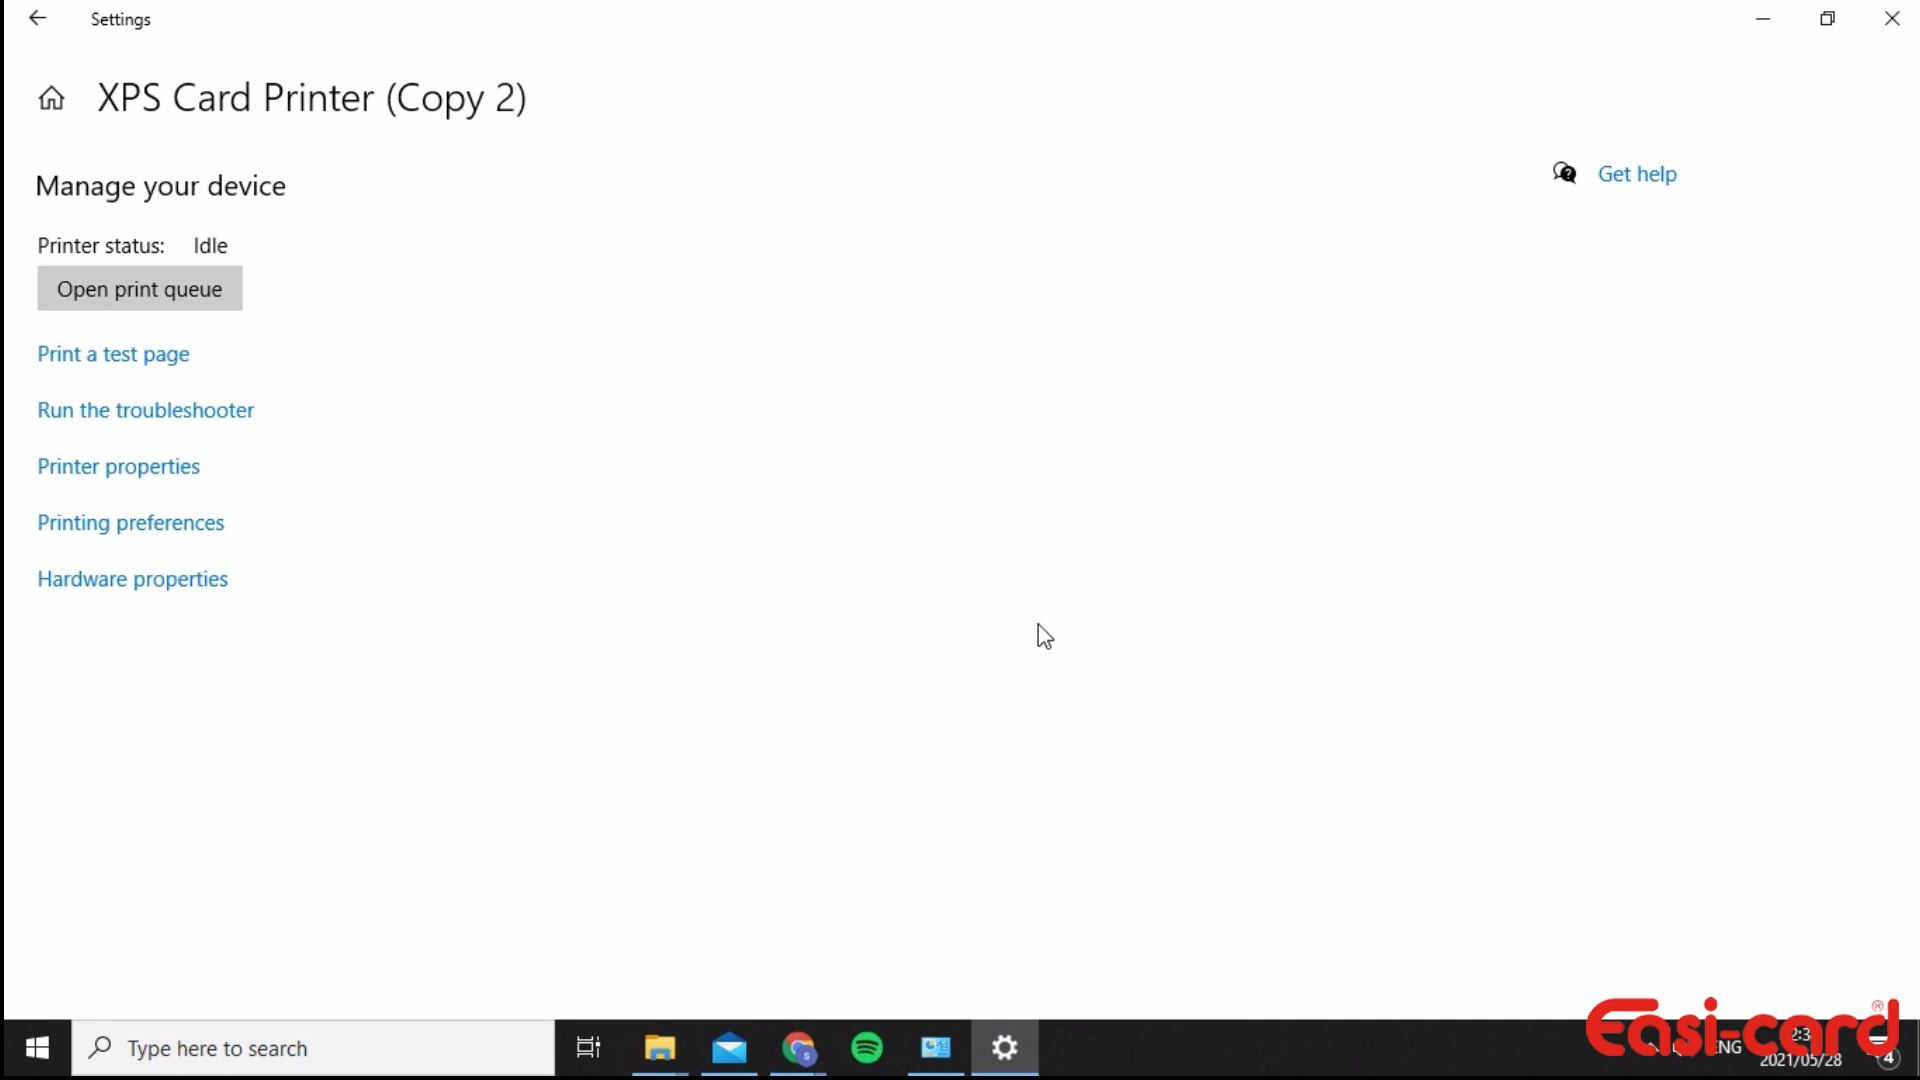 Settings
XPS Card Printer (Copy 2)
Manage your device
Get help
Printer status: Idle
Open print queue
Print a test page
Run the troubleshooter
Printer properties
Printing preferences
Hardware properties
Type here to search
Easi-card®
2021/05/28
4